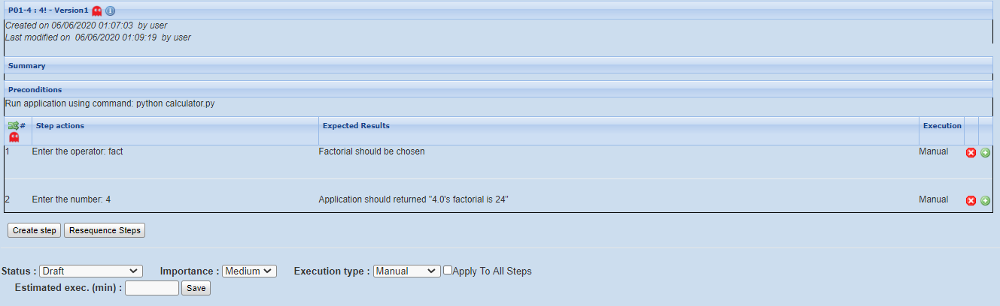 P01-4 : 4! - Version1
Created on 06/06/2020 01:07:03 by user
Last modified on 06/06/2020 01:09:19 by user
Summary
Preconditions
Run application using command: python calculator.py
# Step actions Expected Results Execution
1 Enter the operator: fact Factorial should be chosen Manual
2 Enter the number: 4 Application should returned "4.0's factorial is 24" Manual
Create step Resequence Steps
Status : Draft Importance : Medium Execution type : Manual Apply To All Steps
Estimated exec. (min) : Save